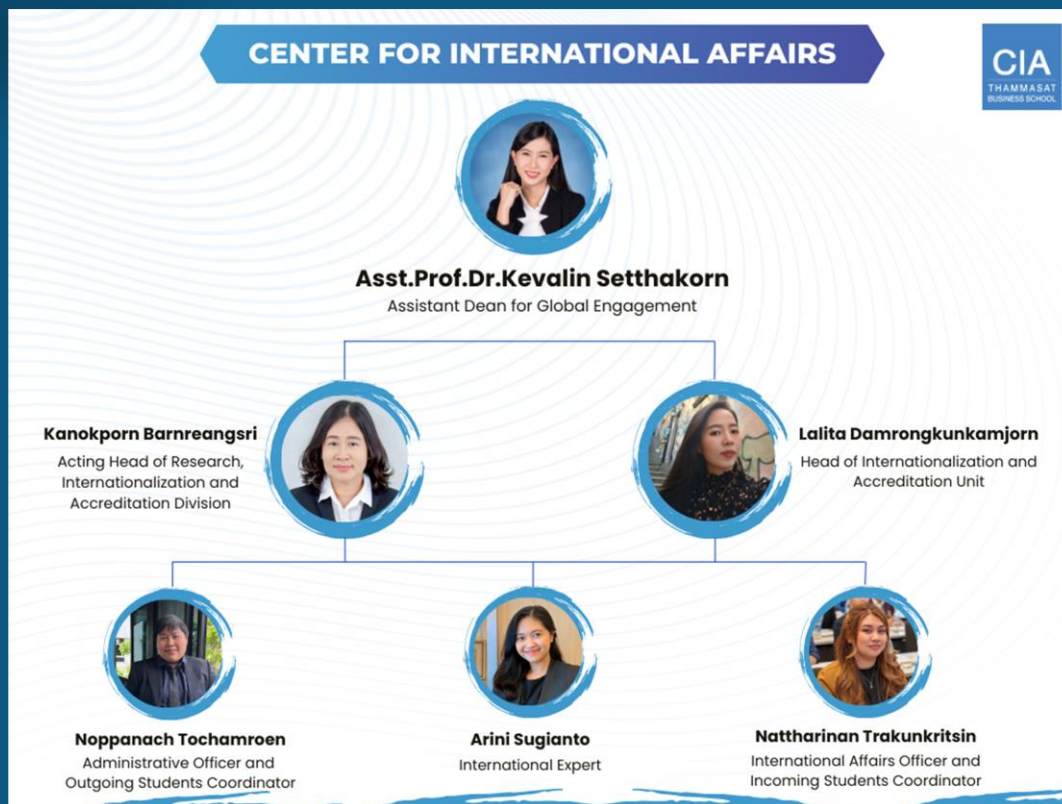 CENTER FOR INTERNATIONAL AFFAIRS
CIA
THAMMASAT
BUSINESS SCHOOL
Asst.Prof.Dr.Kevalin Setthakorn
Assistant Dean for Global Engagement
Kanokporn Barnreangsri
Acting Head of Research,
Internationalization and
Accreditation Division
Lalita Damrongkunkamjorn
Head of Internationalization and
Accreditation Unit
Noppanach Tochamroen
Administrative Officer and
Outgoing Students Coordinator
Arini Sugianto
International Expert
Nattharinan Trakunkritsin
International Affairs Officer and
Incoming Students Coordinator